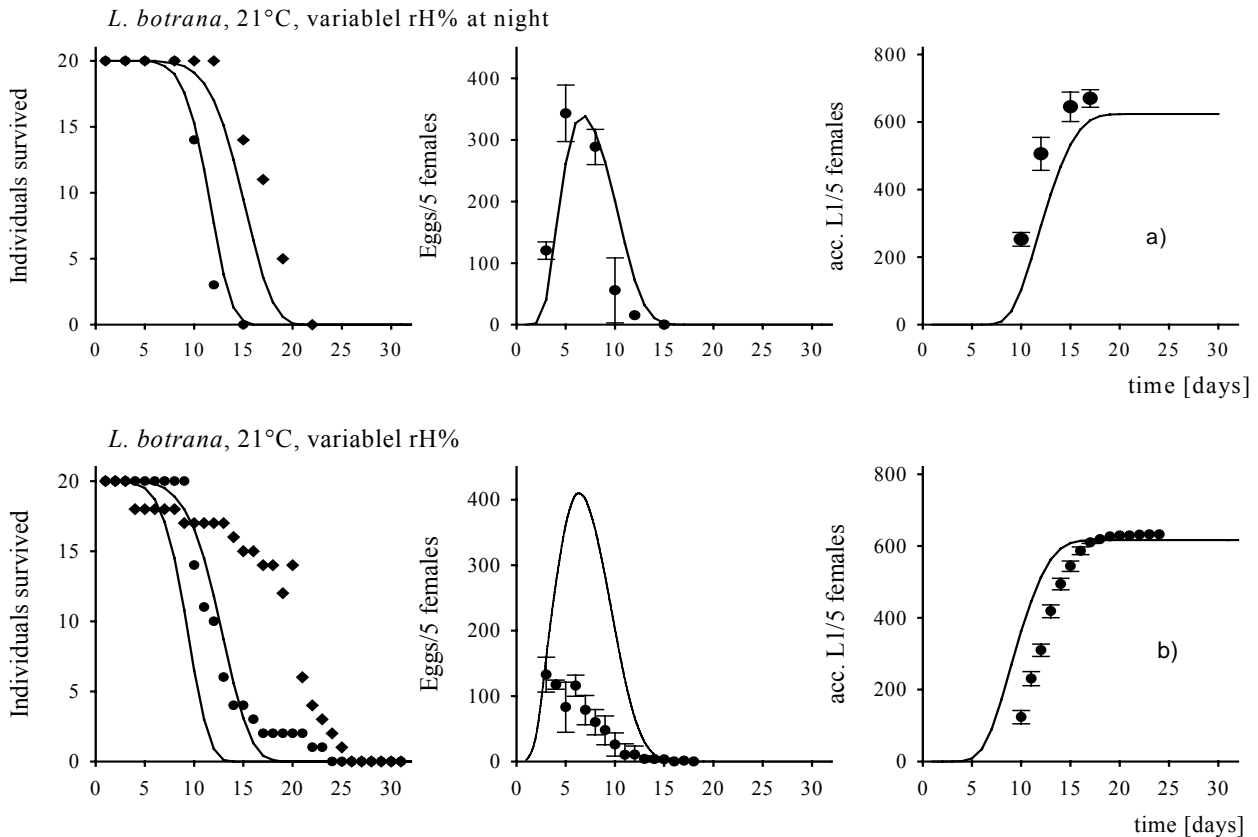 L. botrana, 21°C, variablel rH% at night
Individuals survived
20
15
10
5
0
0 5 10 15 20 25 30
Eggs/5 females
400
300
200
100
0
0 5 10 15 20 25 30
acc. L1/5 females
800
600
400
200
0
0 5 10 15 20 25 30
a)
time [days]
L. botrana, 21°C, variablel rH%
Individuals survived
20
15
10
5
0
0 5 10 15 20 25 30
Eggs/5 females
400
300
200
100
0
0 5 10 15 20 25 30
acc. L1/5 females
800
600
400
200
0
0 5 10 15 20 25 30
b)
time [days]